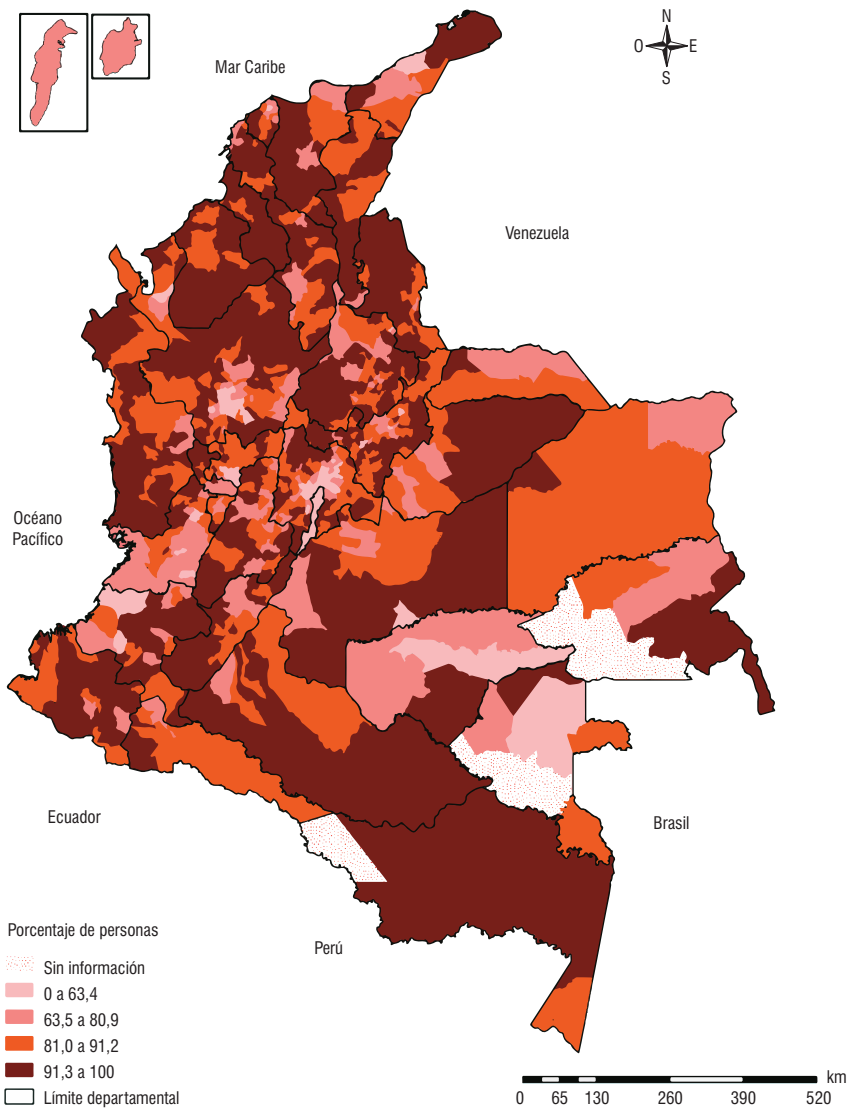 N
O E
S
Mar Caribe
Venezuela
Océano
Pacífico
Ecuador
Brasil
Perú
Porcentaje de personas
Sin información
0 a 63,4
63,5 a 80,9
81,0 a 91,2
91,3 a 100
Límite departamental
km
0 65 130 260 390 520